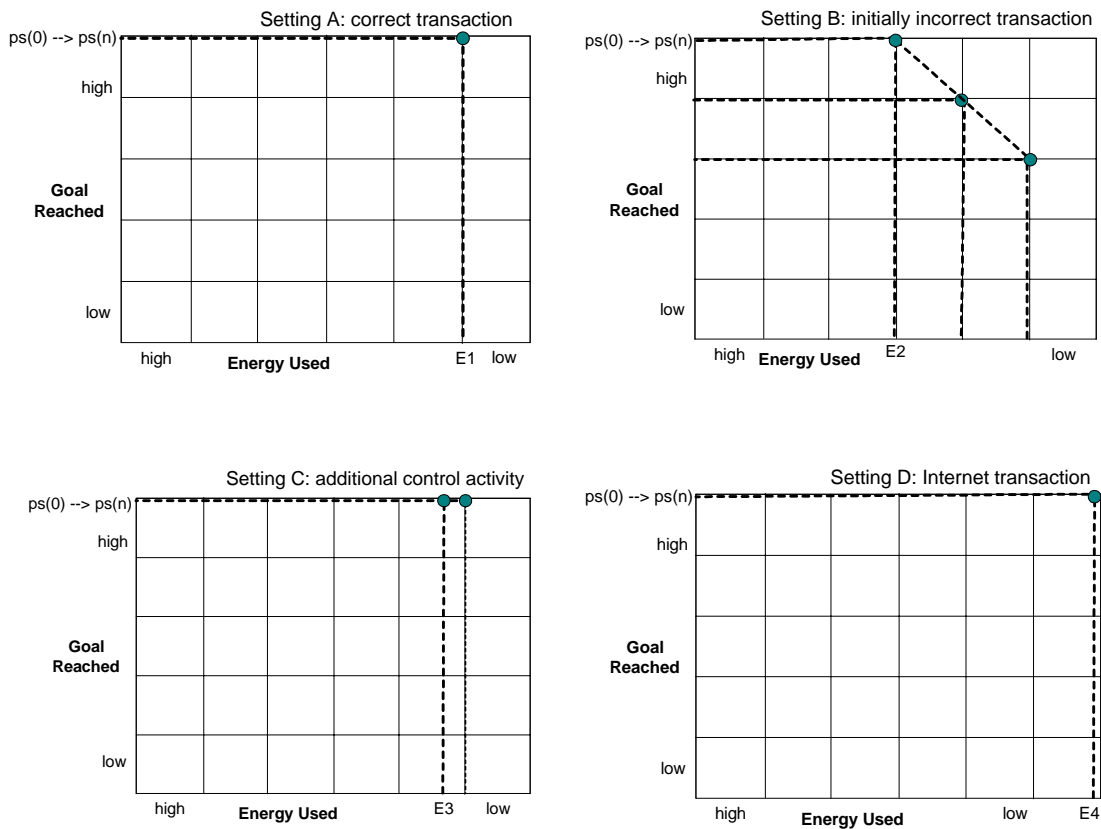 Setting A: correct transaction
ps(0) --> ps(n)
high
Goal
Reached
low
high
Energy Used
E1
low
Setting B: initially incorrect transaction
ps(0) --> ps(n)
high
Goal
Reached
low
high
Energy Used
E2
low
Setting C: additional control activity
ps(0) --> ps(n)
high
Goal
Reached
low
high
Energy Used
E3
low
Setting D: Internet transaction
ps(0) --> ps(n)
high
Goal
Reached
low
high
Energy Used
low
E4